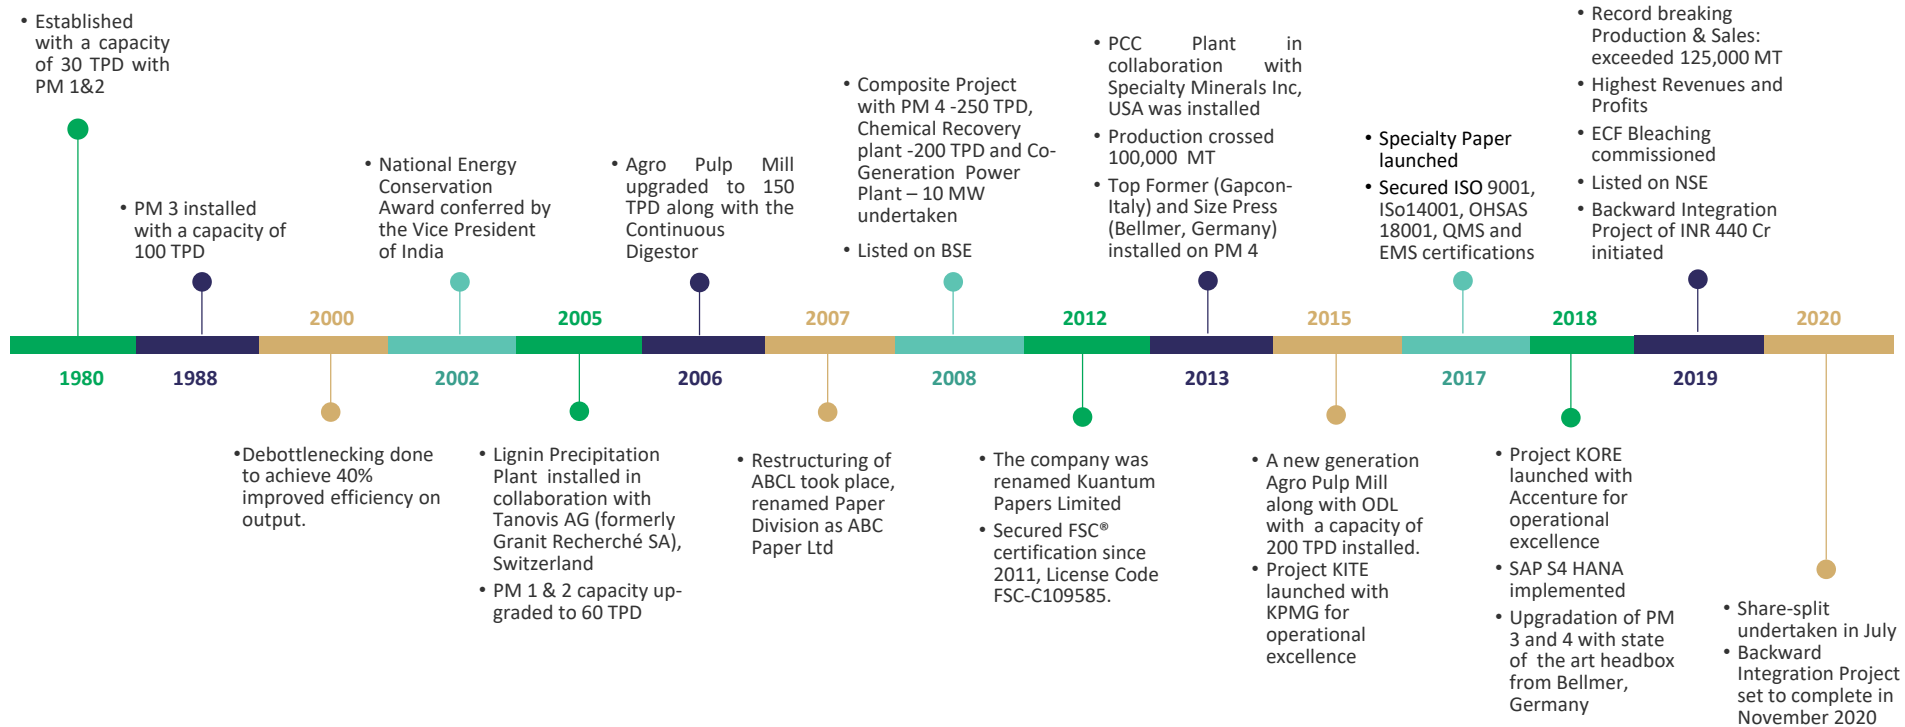 • Established
with a capacity
of 30 TPD with
PM 1&2
1980
• PM 3 installed
with a capacity of
100 TPD
1988
2000
•Debottlenecking done
to achieve 40%
improved efficiency on
output.
• National Energy
Conservation
Award conferred by
the Vice President
of India
2002
2005
• Lignin Precipitation
Plant installed in
collaboration with
Tanovis AG (formerly
Granit Recherché SA),
Switzerland
• PM 1 & 2 capacity up-
graded to 60 TPD
• Agro Pulp Mill
upgraded to 150
TPD along with the
Continuous
Digestor
2006
2007
• Restructuring of
ABCL took place,
renamed Paper
Division as ABC
Paper Ltd
• Composite Project
with PM 4 -250 TPD,
Chemical Recovery
plant -200 TPD and Co-
Generation Power
Plant – 10 MW
undertaken
• Listed on BSE
2008
2012
• The company was
renamed Kuantum
Papers Limited
• Secured FSC®
certification since
2011, License Code
FSC-C109585.
• PCC Plant in
collaboration with
Specialty Minerals Inc,
USA was installed
• Production crossed
100,000 MT
• Top Former (Gapcon-
Italy) and Size Press
(Bellmer, Germany)
installed on PM 4
2013
2015
• A new generation
Agro Pulp Mill
along with ODL
with a capacity of
200 TPD installed.
• Project KITE
launched with
KPMG for
operational
excellence
• Specialty Paper
launched
• Secured ISO 9001,
ISo14001, OHSAS
18001, QMS and
EMS certifications
2017
2018
• Project KORE
launched with
Accenture for
operational
excellence
• SAP S4 HANA
implemented
• Upgradation of PM
3 and 4 with state
of the art headbox
from Bellmer,
Germany
• Record breaking
Production & Sales:
exceeded 125,000 MT
• Highest Revenues and
Profits
• ECF Bleaching
commissioned
• Listed on NSE
• Backward Integration
Project of INR 440 Cr
initiated
2019
2020
• Share-split
undertaken in July
• Backward
Integration Project
set to complete in
November 2020